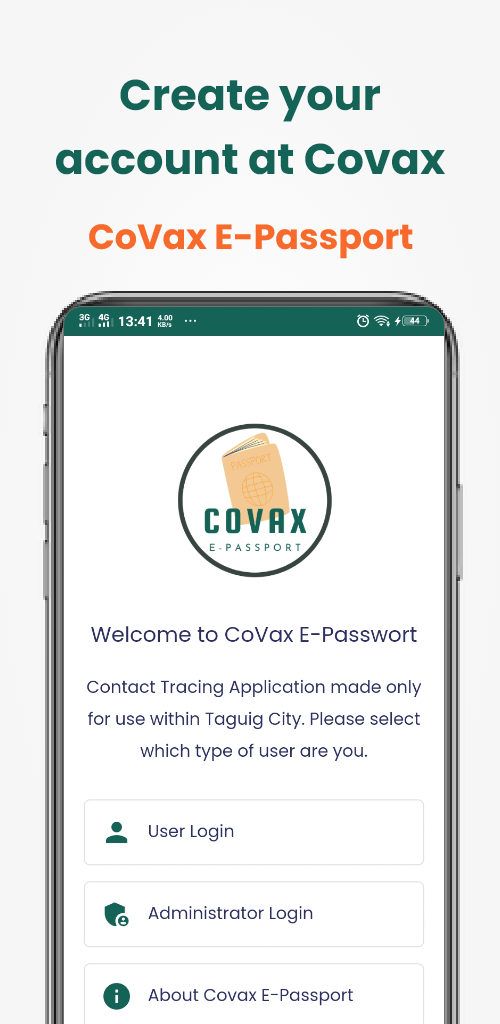 Create your
account at Covax
CoVax E-Passport
3G 4G 13:41 4.00 KB/s ... 44
PASSPORT
COVAX
E-PASSPORT
Welcome to CoVax E-Passwort
Contact Tracing Application made only
for use within Taguig City. Please select
which type of user are you.
User Login
Administrator Login
About Covax E-Passport